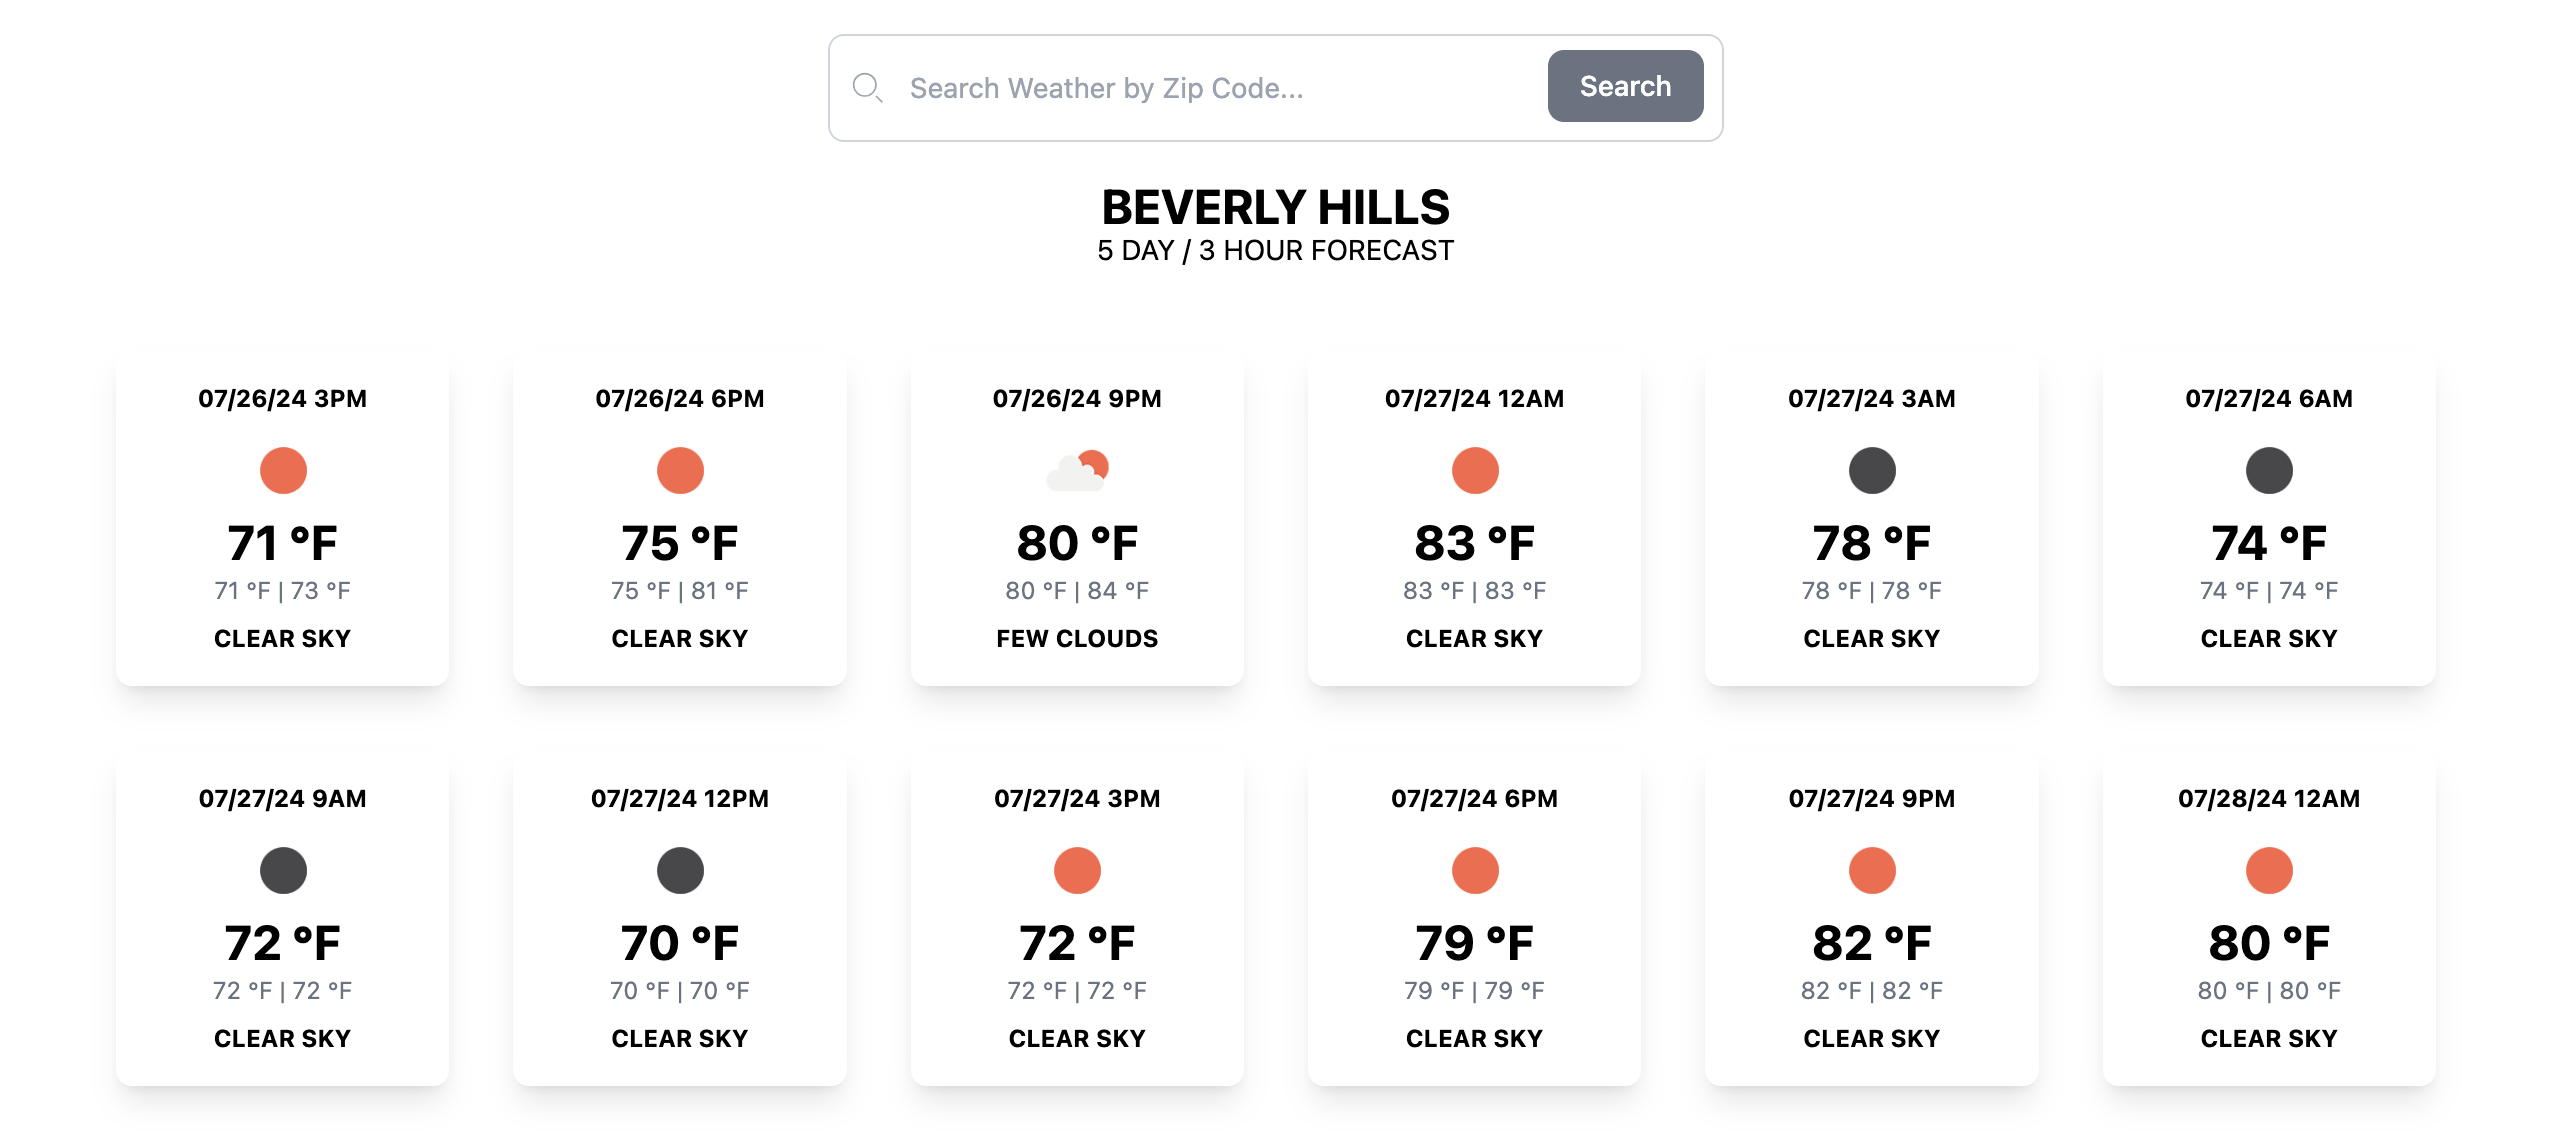 Search Weather by Zip Code...
Search
BEVERLY HILLS
5 DAY / 3 HOUR FORECAST
07/26/24 3PM
71 °F
71 °F | 73 °F
CLEAR SKY
07/26/24 6PM
75 °F
75 °F | 81 °F
CLEAR SKY
07/26/24 9PM
80 °F
80 °F | 84 °F
FEW CLOUDS
07/27/24 12AM
83 °F
83 °F | 83 °F
CLEAR SKY
07/27/24 3AM
78 °F
78 °F | 78 °F
CLEAR SKY
07/27/24 6AM
74 °F
74 °F | 74 °F
CLEAR SKY
07/27/24 9AM
72 °F
72 °F | 72 °F
CLEAR SKY
07/27/24 12PM
70 °F
70 °F | 70 °F
CLEAR SKY
07/27/24 3PM
72 °F
72 °F | 72 °F
CLEAR SKY
07/27/24 6PM
79 °F
79 °F | 79 °F
CLEAR SKY
07/27/24 9PM
82 °F
82 °F | 82 °F
CLEAR SKY
07/28/24 12AM
80 °F
80 °F | 80 °F
CLEAR SKY